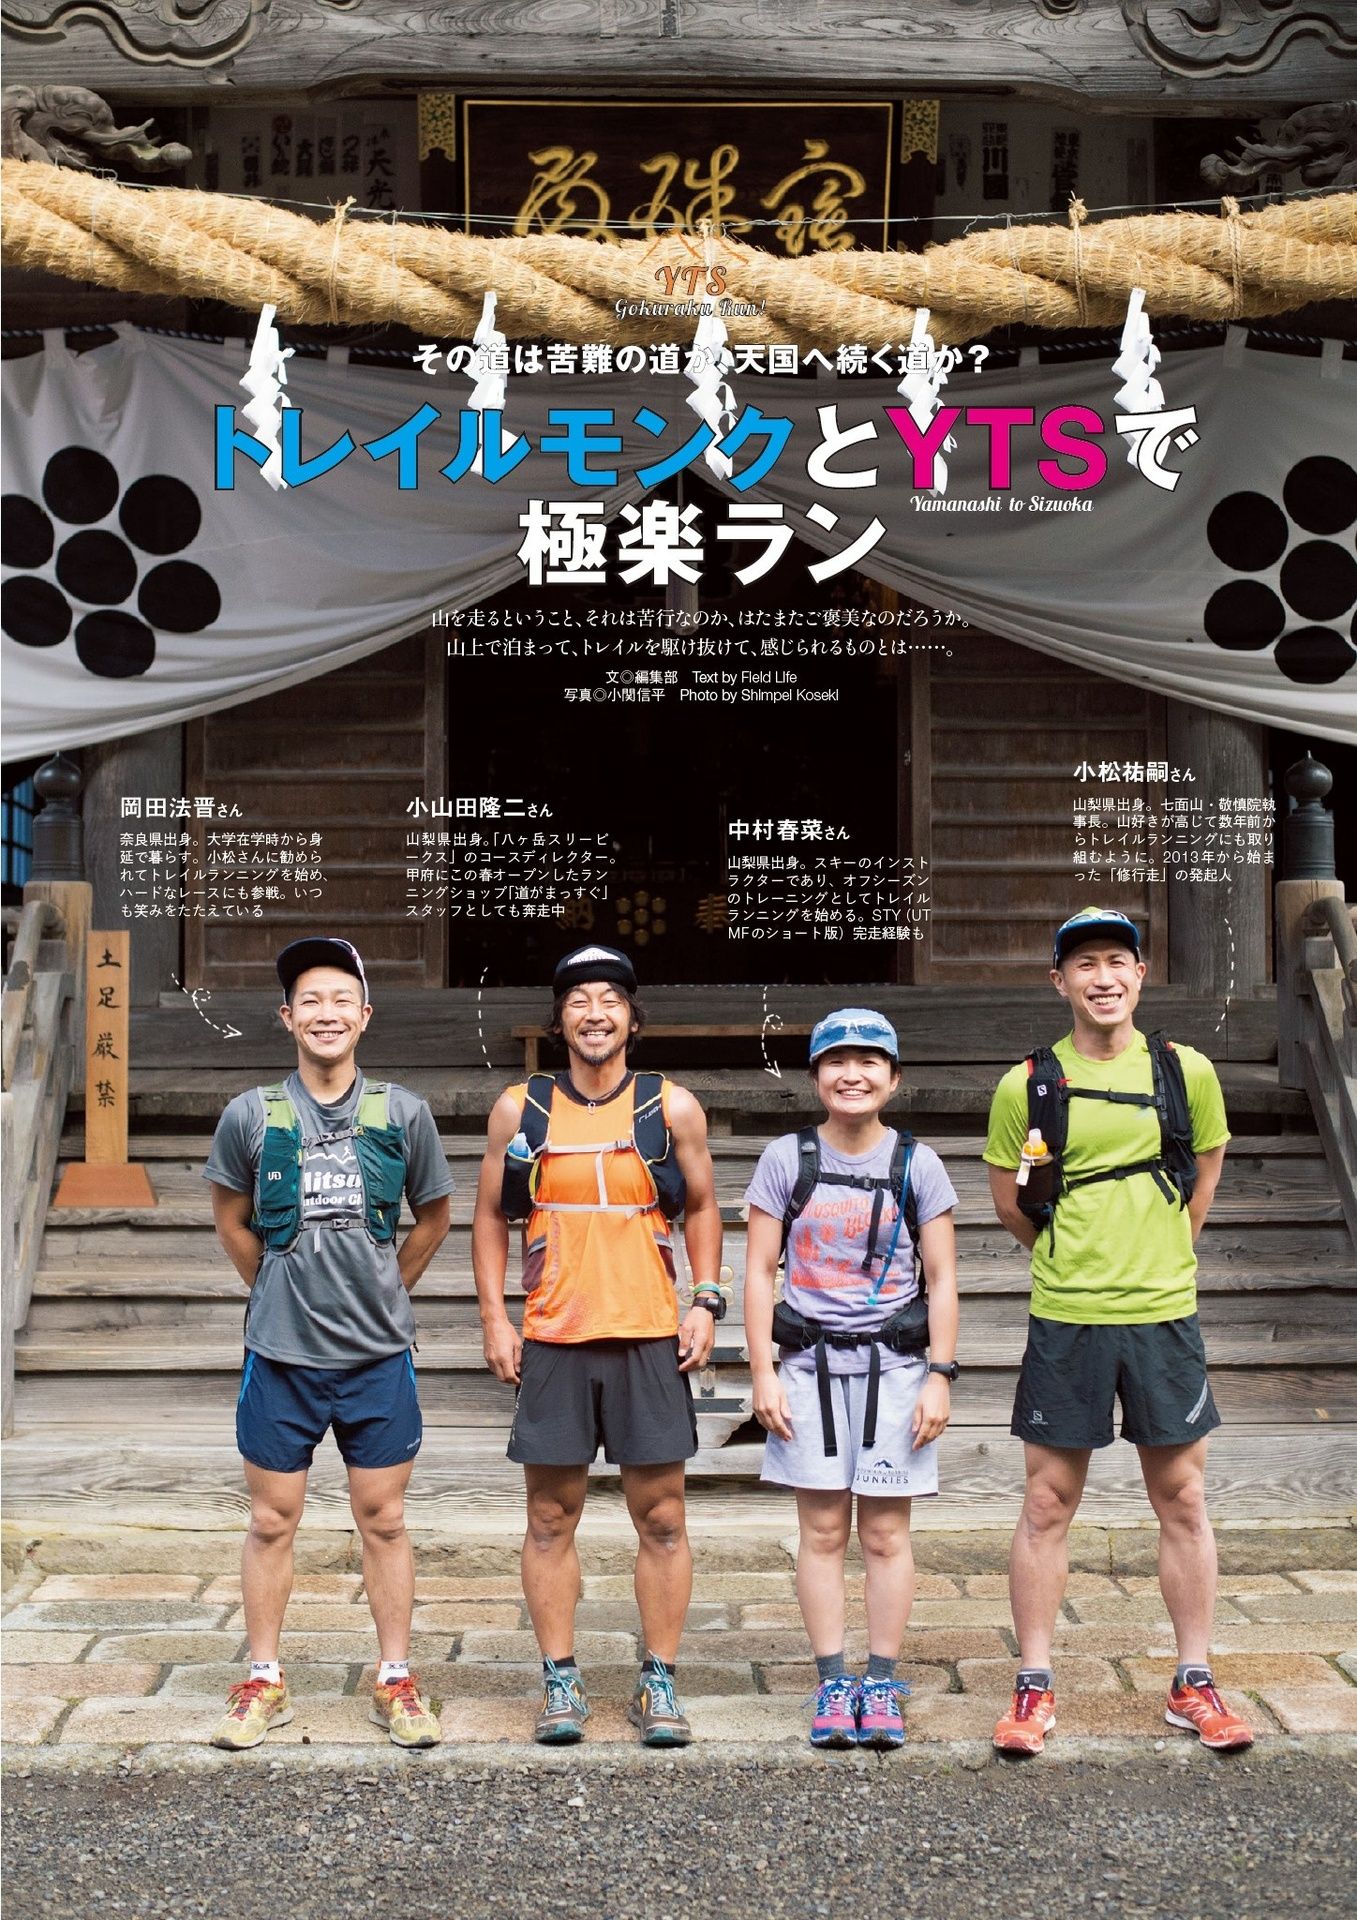 YTS
Gokuraku Run!
その道は苦難の道か、天国へ続く道か？
トレイルモンクとYTSで
Yamanashi to Sizuoka
極楽ラン
山を走るということ、それは苦行なのか、はたまたご褒美なのだろうか。
山上で泊まって、トレイルを駆け抜けて、感じられるものとは……。
文◎編集部　Text by Field Life
写真◎小関信平　Photo by Shimpei Koseki
岡田法晋さん
奈良県出身。大学在学時から身
延で暮らす。小松さんに勧めら
れてトレイルランニングを始め、
ハードなレースにも参戦。いつ
も笑みをたたえている
小山田隆二さん
山梨県出身。「八ヶ岳スリーピ
ークス」のコースディレクター。
甲府にこの春オープンしたラン
ニングショップ「道がまっすぐ」
スタッフとしても奔走中
中村春菜さん
山梨県出身。スキーのインスト
ラクターであり、オフシーズン
のトレーニングとしてトレイル
ランニングを始める。STY（UT
MFのショート版）完走経験も
小松祐嗣さん
山梨県出身。七面山・敬慎院執
事長。山好きが高じて数年前か
らトレイルランニングにも取り
組むように。2013年から始ま
った「修行走」の発起人
土足厳禁
JUNKIES